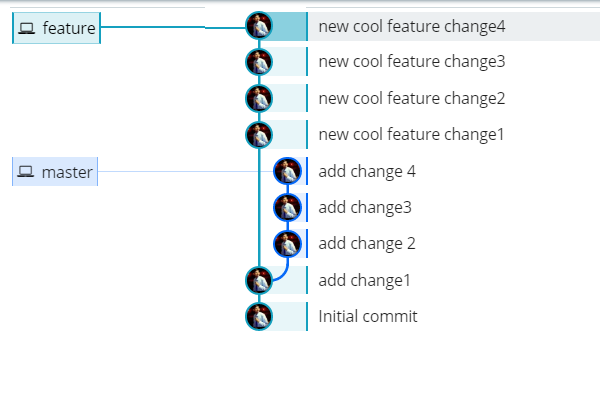 feature
new cool feature change4
new cool feature change3
new cool feature change2
new cool feature change1
master
add change 4
add change3
add change 2
add change1
Initial commit